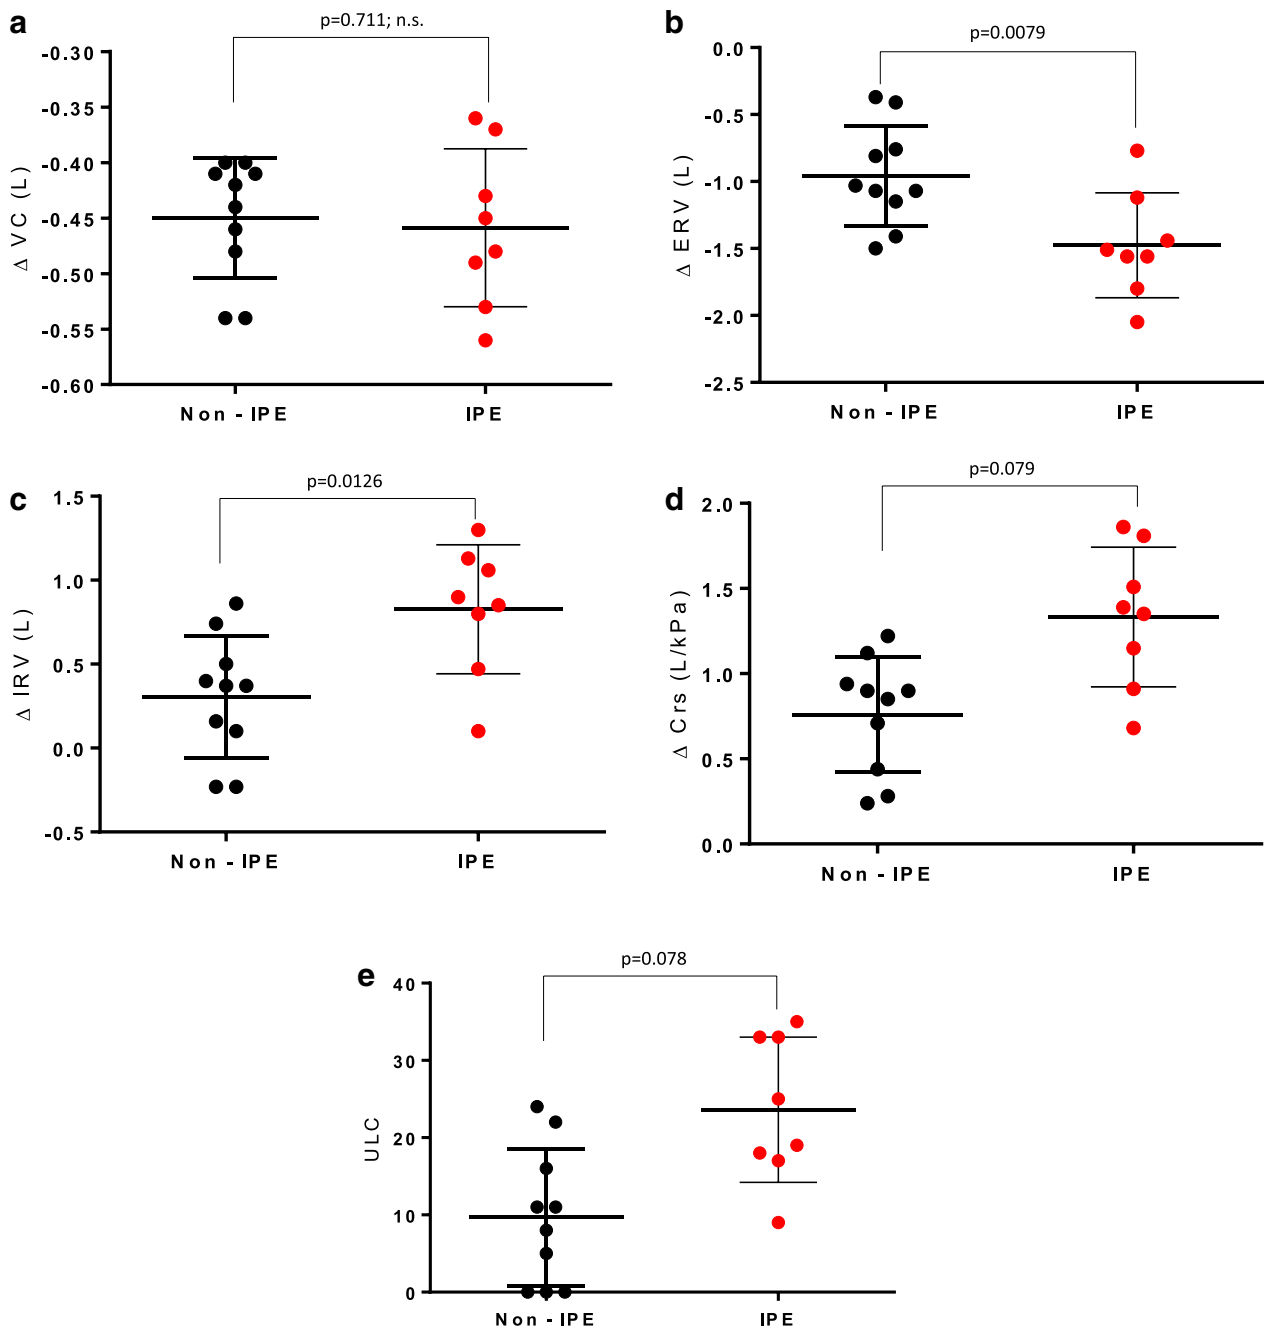 a
p=0.711; n.s.
-0.30
-0.35
-0.40
-0.45
-0.50
-0.55
-0.60
Δ VC (L)
Non - IPE
IPE
b
p=0.0079
0.0
-0.5
-1.0
-1.5
-2.0
-2.5
Δ ERV (L)
Non - IPE
IPE
c
p=0.0126
1.5
1.0
0.5
0.0
-0.5
Δ IRV (L)
Non - IPE
IPE
d
p=0.079
2.0
1.5
1.0
0.5
0.0
Δ Crs (L/kPa)
Non - IPE
IPE
e
p=0.078
40
30
20
10
0
ULC
Non - IPE
IPE